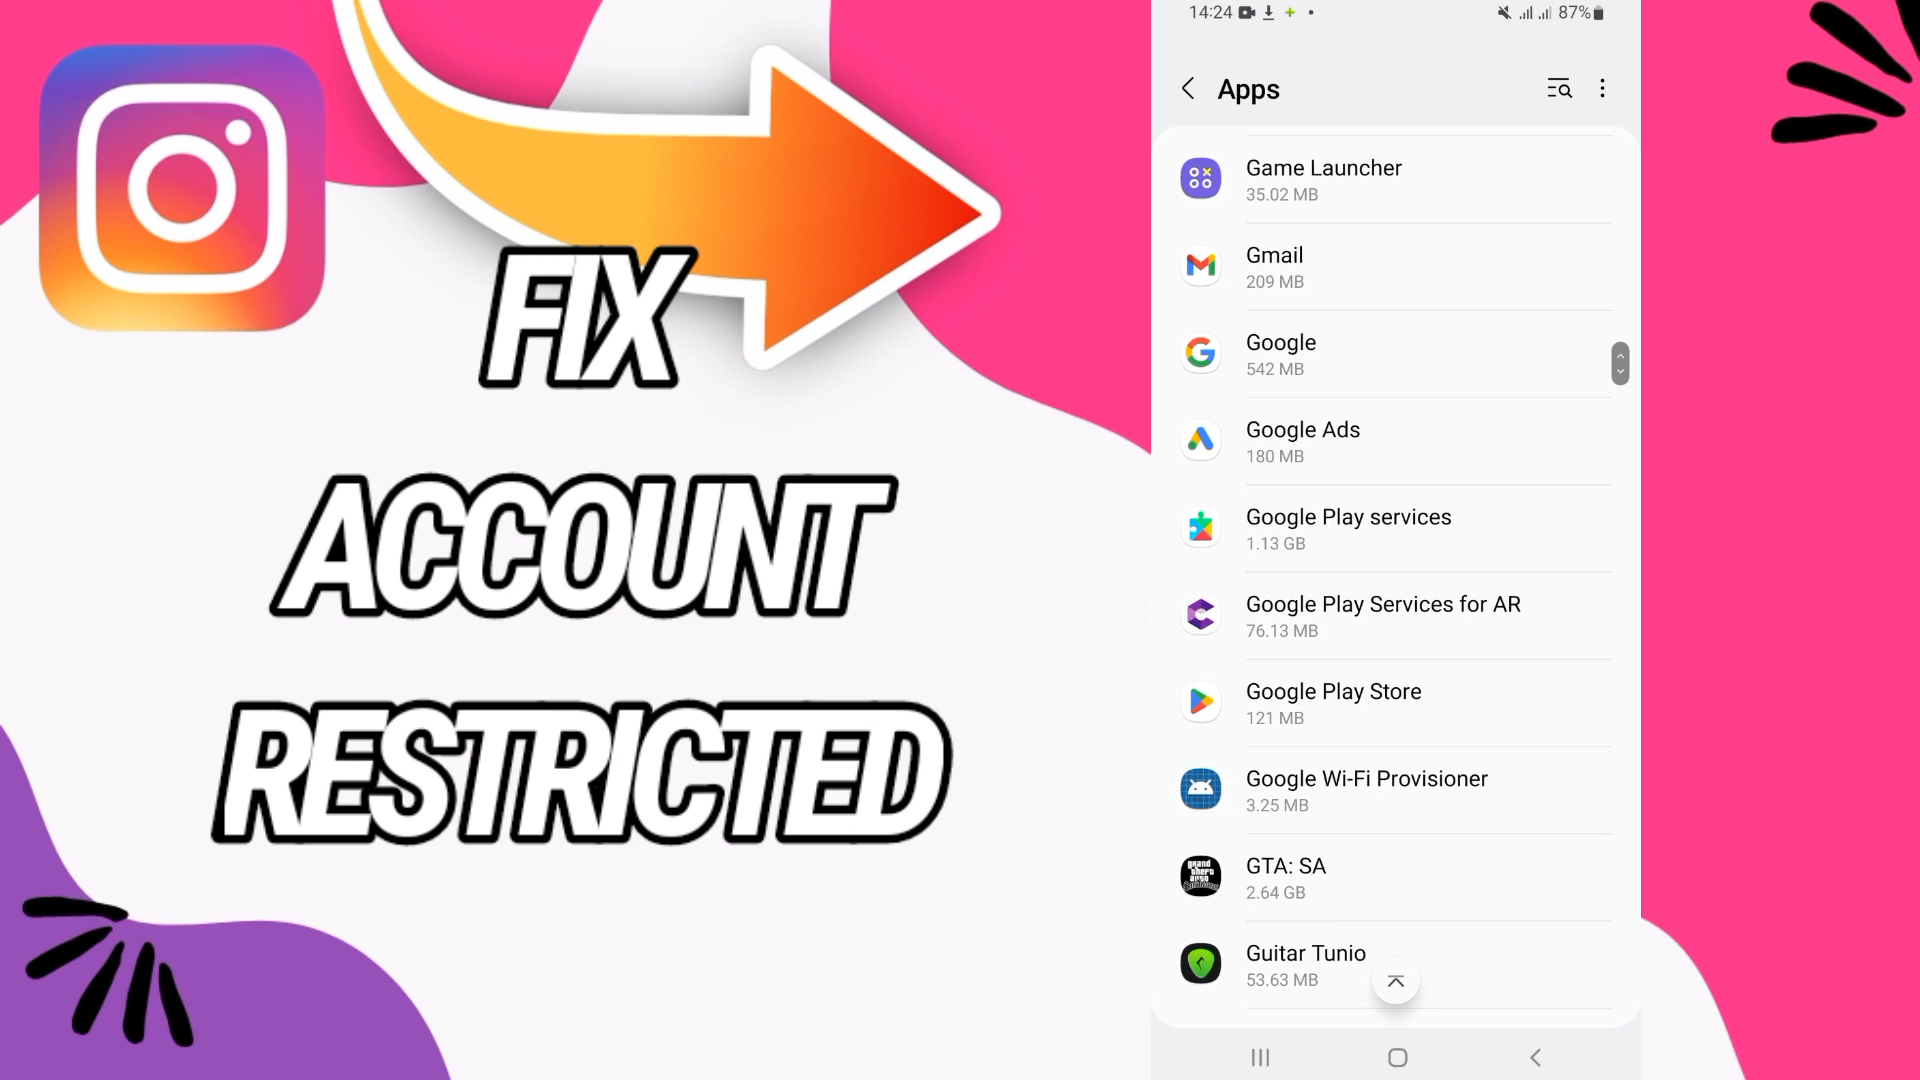 FIX
ACCOUNT
RESTRICTED
14:24
87%
Apps
Game Launcher
35.02 MB
Gmail
209 MB
Google
542 MB
Google Ads
180 MB
Google Play services
1.13 GB
Google Play Services for AR
76.13 MB
Google Play Store
121 MB
Google Wi-Fi Provisioner
3.25 MB
grand
theft
auto
GTA: SA
2.64 GB
Guitar Tunio
53.63 MB